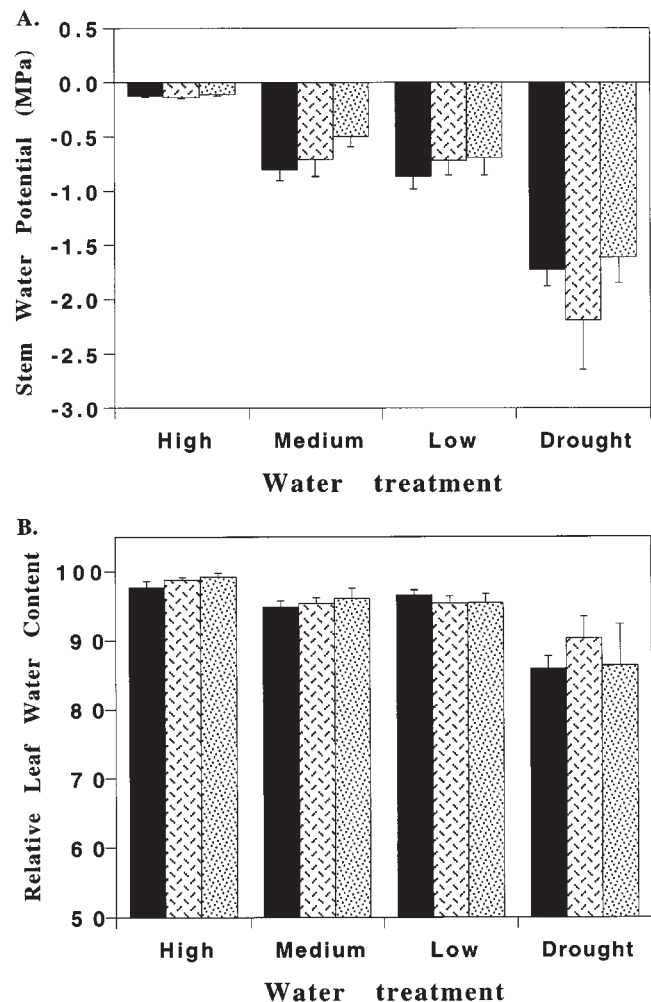 A.
Stem Water Potential (MPa)
0.5
0.0
-0.5
-1.0
-1.5
-2.0
-2.5
-3.0
High Medium Low Drought
Water treatment
B.
Relative Leaf Water Content
100
90
80
70
60
50
High Medium Low Drought
Water treatment